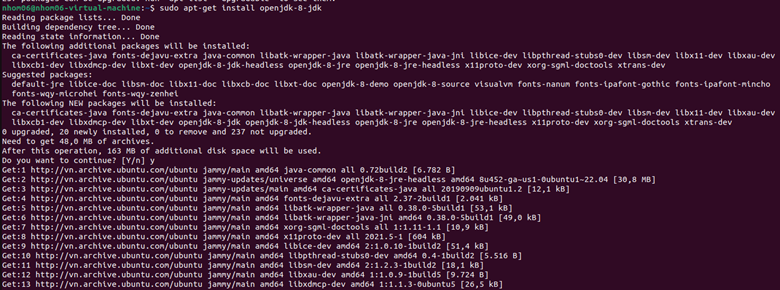 nhom06@nhom06-virtual-machine:~$ sudo apt-get install openjdk-8-jdk
Reading package lists... Done
Building dependency tree... Done
Reading state information... Done
The following additional packages will be installed:
ca-certificates-java fonts-dejavu-extra java-common libatk-wrapper-java libatk-wrapper-java-jni libice-dev libpthread-stubs0-dev libsm-dev libx11-dev libxau-dev
libxcb1-dev libxdmcp-dev libxt-dev openjdk-8-jdk-headless openjdk-8-jre openjdk-8-jre-headless x11proto-dev xorg-sgml-doctools xtrans-dev
Suggested packages:
default-jre libice-doc libsm-doc libx11-doc libxcb-doc libxt-doc openjdk-8-demo openjdk-8-source visualvm fonts-nanum fonts-ipafont-gothic fonts-ipafont-mincho
fonts-wqy-microhei fonts-wqy-zenhei
The following NEW packages will be installed:
ca-certificates-java fonts-dejavu-extra java-common libatk-wrapper-java libatk-wrapper-java-jni libice-dev libpthread-stubs0-dev libsm-dev libx11-dev libxau-dev
libxcb1-dev libxdmcp-dev libxt-dev openjdk-8-jdk openjdk-8-jdk-headless openjdk-8-jre openjdk-8-jre-headless x11proto-dev xorg-sgml-doctools xtrans-dev
0 upgraded, 20 newly installed, 0 to remove and 237 not upgraded.
Need to get 48,0 MB of archives.
After this operation, 163 MB of additional disk space will be used.
Do you want to continue? [Y/n] y
Get:1 http://vn.archive.ubuntu.com/ubuntu jammy/main amd64 java-common all 0.72build2 [6.782 B]
Get:2 http://vn.archive.ubuntu.com/ubuntu jammy-updates/universe amd64 openjdk-8-jre-headless amd64 8u452-ga~us1-0ubuntu1~22.04 [30,8 MB]
Get:3 http://vn.archive.ubuntu.com/ubuntu jammy-updates/main amd64 ca-certificates-java all 20190909ubuntu1.2 [12,1 kB]
Get:4 http://vn.archive.ubuntu.com/ubuntu jammy/main amd64 fonts-dejavu-extra all 2.37-2build1 [2.041 kB]
Get:5 http://vn.archive.ubuntu.com/ubuntu jammy/main amd64 libatk-wrapper-java all 0.38.0-5build1 [53,1 kB]
Get:6 http://vn.archive.ubuntu.com/ubuntu jammy/main amd64 libatk-wrapper-java-jni amd64 0.38.0-5build1 [49,0 kB]
Get:7 http://vn.archive.ubuntu.com/ubuntu jammy/main amd64 xorg-sgml-doctools all 1:1.11-1.1 [10,9 kB]
Get:8 http://vn.archive.ubuntu.com/ubuntu jammy/main amd64 x11proto-dev all 2021.5-1 [604 kB]
Get:9 http://vn.archive.ubuntu.com/ubuntu jammy/main amd64 libice-dev amd64 2:1.0.10-1build2 [51,4 kB]
Get:10 http://vn.archive.ubuntu.com/ubuntu jammy/main amd64 libpthread-stubs0-dev amd64 0.4-1build2 [5.516 B]
Get:11 http://vn.archive.ubuntu.com/ubuntu jammy/main amd64 libsm-dev amd64 2:1.2.3-1build2 [18,1 kB]
Get:12 http://vn.archive.ubuntu.com/ubuntu jammy/main amd64 libxau-dev amd64 1:1.0.9-1build5 [9.724 B]
Get:13 http://vn.archive.ubuntu.com/ubuntu jammy/main amd64 libxdmcp-dev amd64 1:1.1.3-0ubuntu5 [26,5 kB]